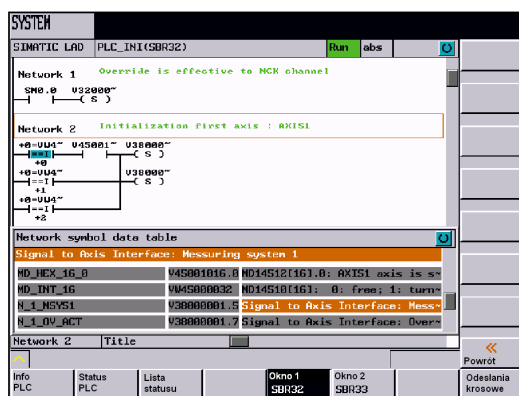 SYSTEM
SIMATIC LAD PLC_INI(SBR32) Run abs
Network 1 Override is effective to NCK channel
SM0.0 V32000~
( S )
Network 2 Initialization first axis : AXIS1
+0=VW4~ V45001~ V38000~
==I ( S )
+0
+0=VW4~ V38000~
==I ( S )
+1
+0=VW4~
==I
+2
Network symbol data table
Signal to Axis Interface: Messuring system 1
MD_HEX_16_0 V45001016.0 MD14512[16].0: AXIS1 axis is s~
MD_INT_16 VW45000032 MD14510[16]: 0: free; 1: turn~
N_1_MSYS1 V38000001.5 Signal to Axis Interface: Mess~
N_1_OV_ACT V38000001.7 Signal to Axis Interface: Over~
Network 2 Title
Powrót
Info PLC
Status PLC
Lista statusu
Okno 1 SBR32
Okno 2 SBR33
Odesłania krosowe